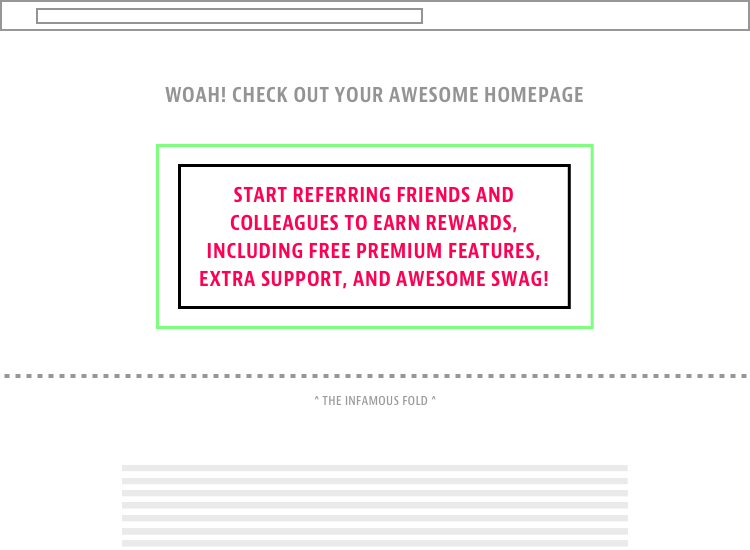 WOAH! CHECK OUT YOUR AWESOME HOMEPAGE
START REFERRING FRIENDS AND
COLLEAGUES TO EARN REWARDS,
INCLUDING FREE PREMIUM FEATURES,
EXTRA SUPPORT, AND AWESOME SWAG!
^ THE INFAMOUS FOLD ^